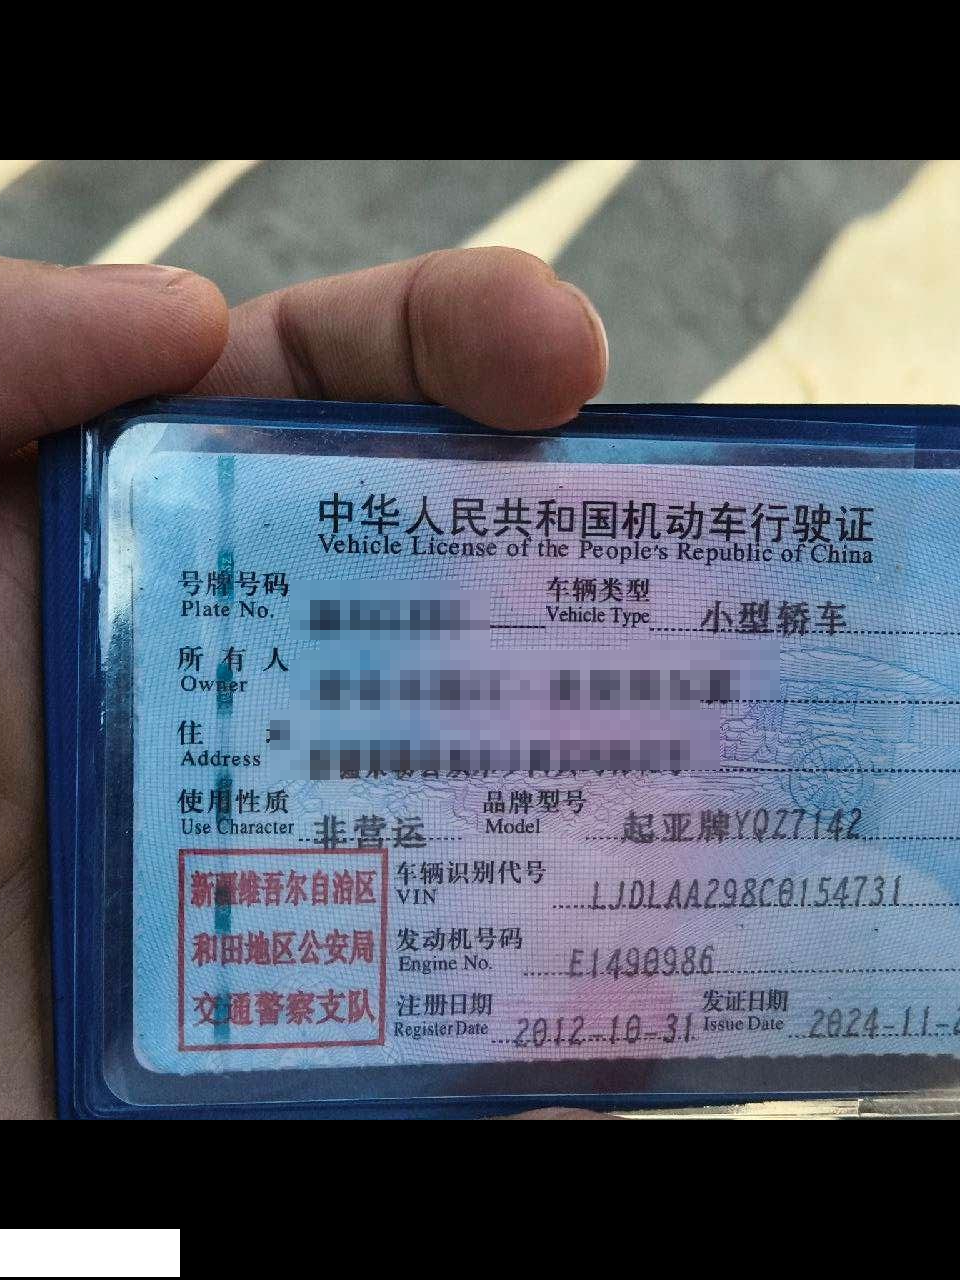 中华人民共和国机动车行驶证
Vehicle License of the People's Republic of China
号牌号码 车辆类型 小型轿车
Plate No. Vehicle Type
所有人
Owner
住
Address
使用性质 非营运 品牌型号 起亚牌YQZ7142
Use Character Model
新疆维吾尔自治区
和田地区公安局
交通警察支队
车辆识别代号 LJDLAA298C0154731
VIN
发动机号码 E1490986
Engine No.
注册日期 2012-10-31 发证日期 2024-11-
Register Date Issue Date